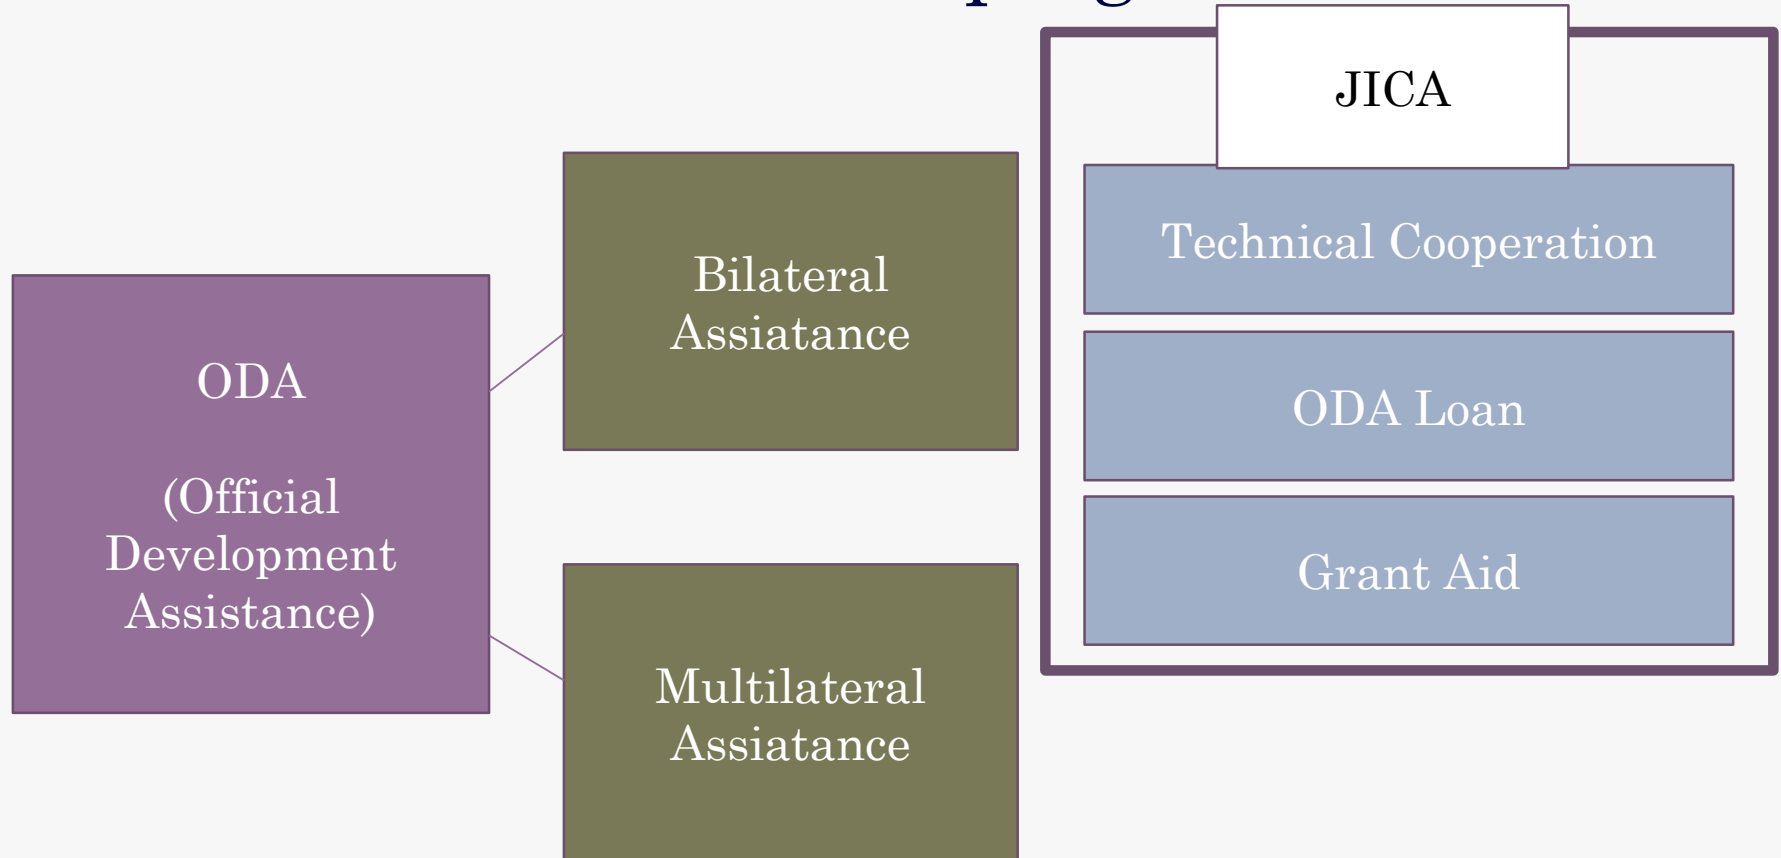 JICA
Technical Cooperation
ODA Loan
Grant Aid
Bilateral
Assiatance
ODA
(Official
Development
Assistance)
Multilateral
Assiatance